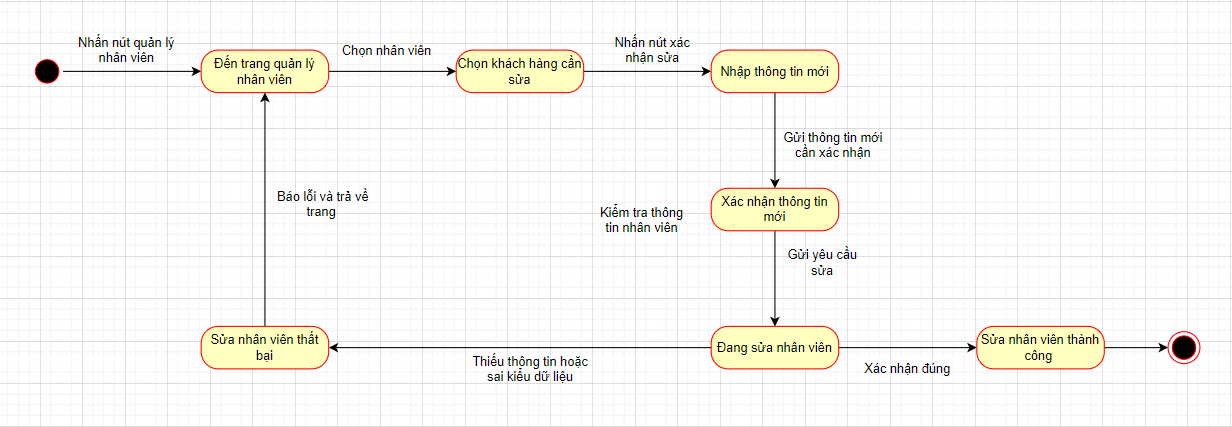 Nhấn nút quản lý
nhân viên
Đến trang quản lý
nhân viên
Chọn nhân viên
Chọn khách hàng cần
sửa
Nhấn nút xác
nhận sửa
Nhập thông tin mới
Gửi thông tin mới
cần xác nhận
Báo lỗi và trả về
trang
Kiểm tra thông
tin nhân viên
Xác nhận thông tin
mới
Gửi yêu cầu
sửa
Sửa nhân viên thất
bại
Thiếu thông tin hoặc
sai kiểu dữ liệu
Đang sửa nhân viên
Xác nhận đúng
Sửa nhân viên thành
công